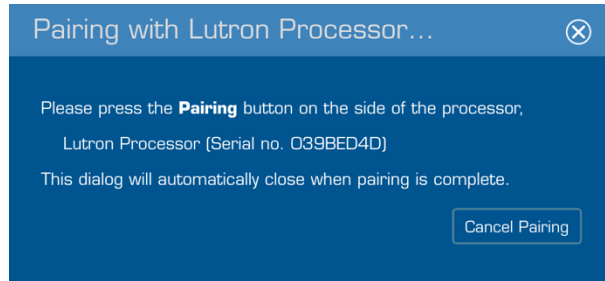 Pairing with Lutron Processor...
Please press the Pairing button on the side of the processor,
Lutron Processor (Serial no. 039BED4D)
This dialog will automatically close when pairing is complete.
Cancel Pairing